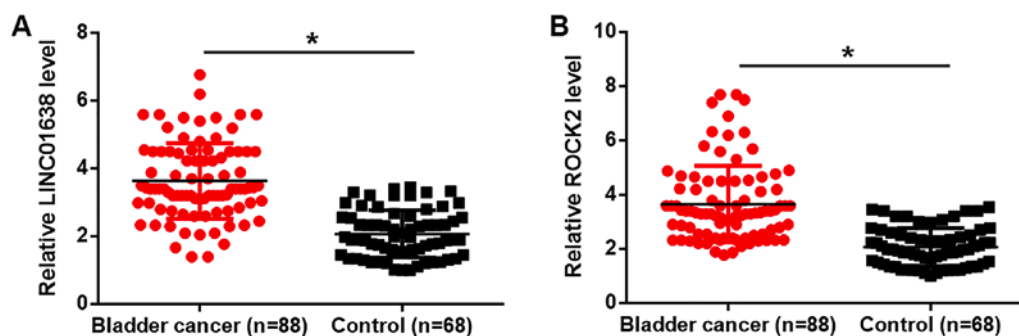 A
Relative LINC01638 level
8
6
4
2
0
*
Bladder cancer (n=88)
Control (n=68)
B
Relative ROCK2 level
10
8
6
4
2
0
*
Bladder cancer (n=88)
Control (n=68)